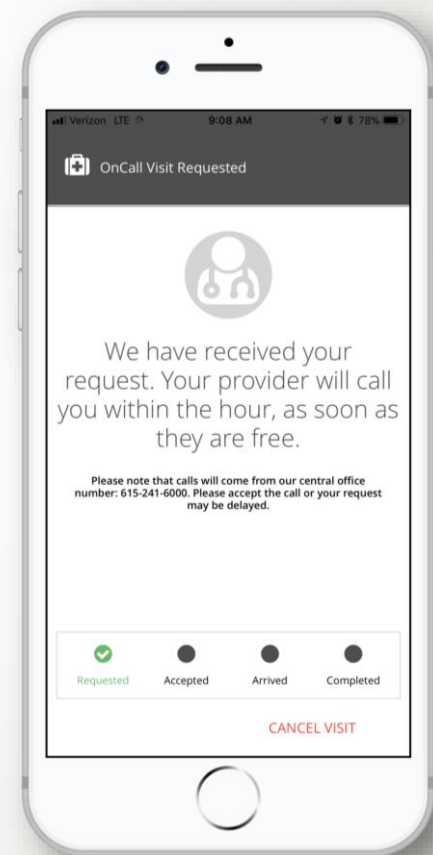 Verizon LTE 9:08 AM 78%
OnCall Visit Requested
We have received your
request. Your provider will call
you within the hour, as soon as
they are free.
Please note that calls will come from our central office
number: 615-241-6000. Please accept the call or your request
may be delayed.
Requested Accepted Arrived Completed
CANCEL VISIT